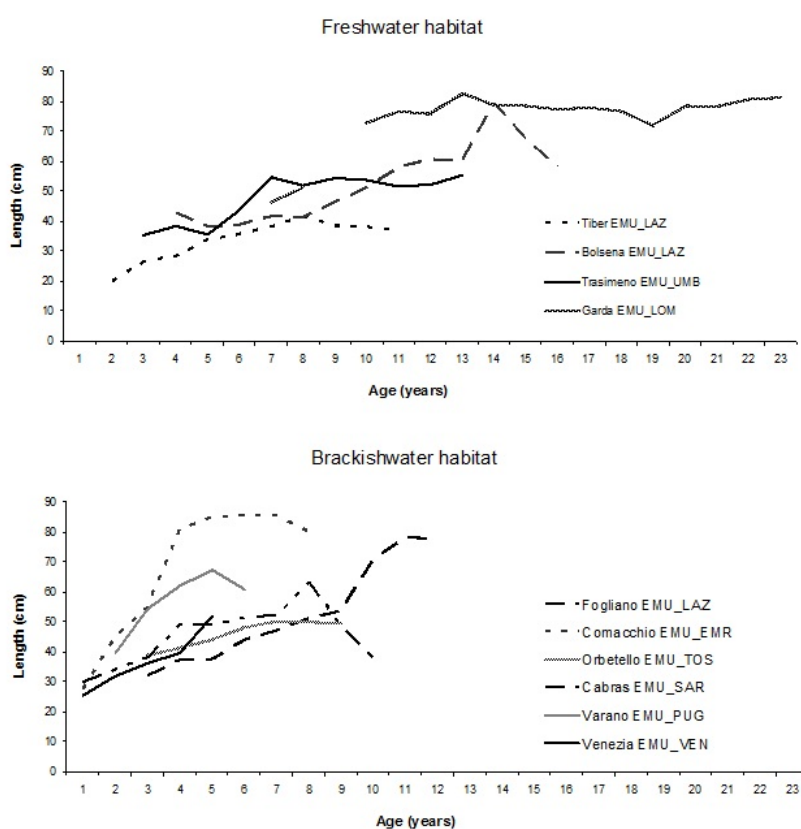 Freshwater habitat
90
80
70
60
50
40
30
20
10
0
Length (cm)
Tiber EMU_LAZ
Bolsena EMU_LAZ
Trasimeno EMU_UMB
Garda EMU_LOM
1 2 3 4 5 6 7 8 9 10 11 12 13 14 15 16 17 18 19 20 21 22 23
Age (years)
Brackishwater habitat
90
80
70
60
50
40
30
20
10
0
Length (cm)
Fogliano EMU_LAZ
Comacchio EMU_EMR
Orbetello EMU_TOS
Cabras EMU_SAR
Varano EMU_PUG
Venezia EMU_VEN
1 2 3 4 5 6 7 8 9 10 11 12 13 14 15 16 17 18 19 20 21 22 23
Age (years)